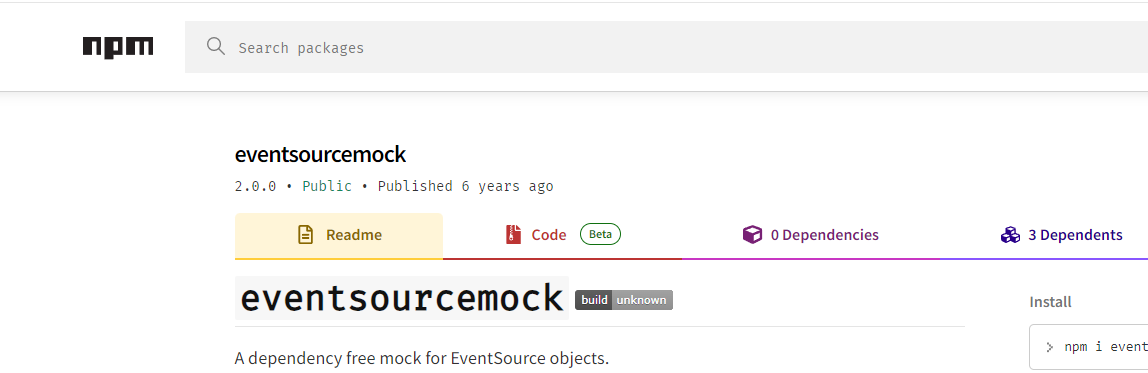 npm
Search packages
eventsourcemock
2.0.0 • Public • Published 6 years ago
Readme
Code Beta
0 Dependencies
3 Dependents
eventsourcemock build unknown
Install
npm i event
A dependency free mock for EventSource objects.